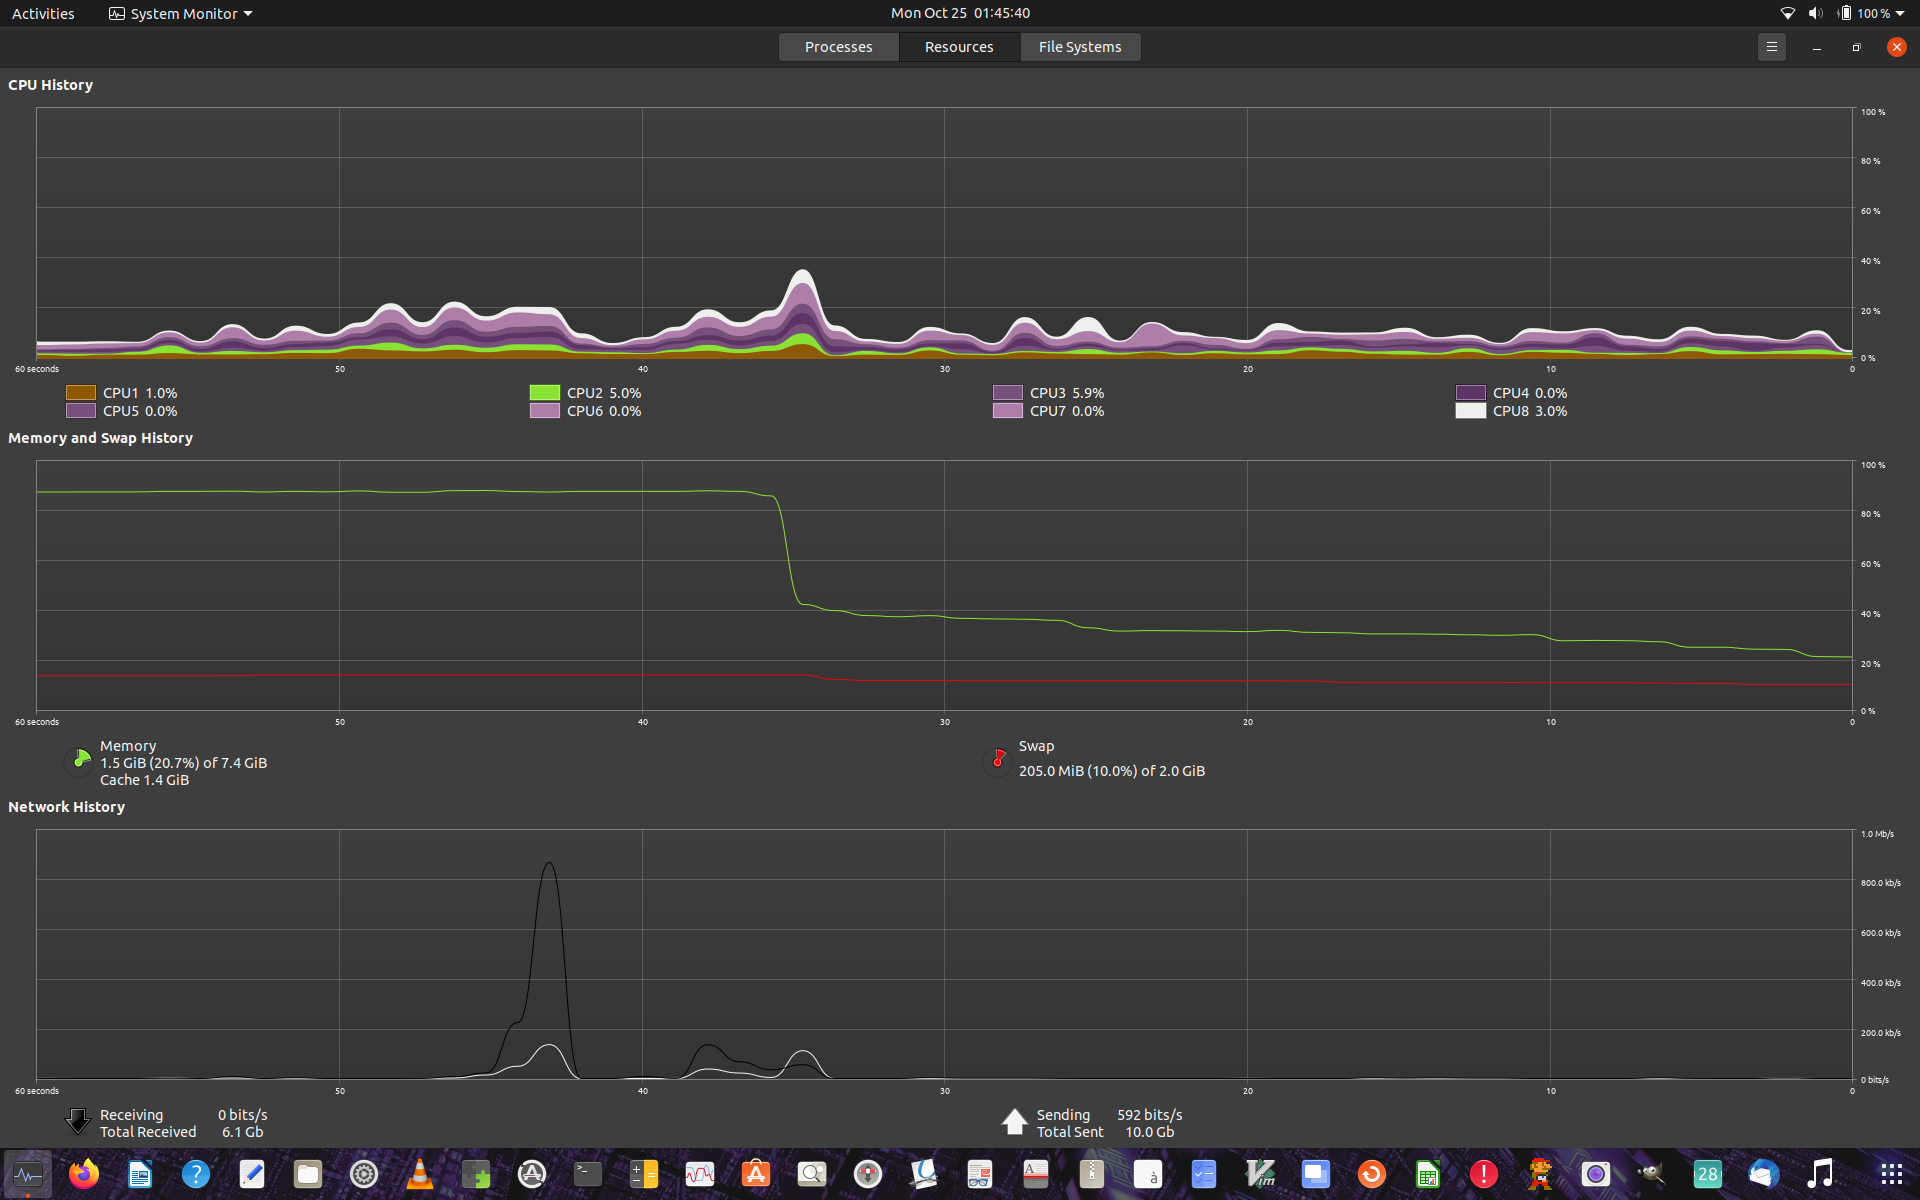 Activities System Monitor Mon Oct 25 01:45:40 100 %
Processes Resources File Systems
CPU History
100 %
80 %
60 %
40 %
20 %
0 %
60 seconds 50 40 30 20 10 0
CPU1 1.0% CPU2 5.0% CPU3 5.9% CPU4 0.0%
CPU5 0.0% CPU6 0.0% CPU7 0.0% CPU8 3.0%
Memory and Swap History
100 %
80 %
60 %
40 %
20 %
0 %
60 seconds 50 40 30 20 10 0
Memory
1.5 GiB (20.7%) of 7.4 GiB
Cache 1.4 GiB
Swap
205.0 MiB (10.0%) of 2.0 GiB
Network History
1.0 Mb/s
800.0 kb/s
600.0 kb/s
400.0 kb/s
200.0 kb/s
0 bits/s
60 seconds 50 40 30 20 10 0
Receiving 0 bits/s Sending 592 bits/s
Total Received 6.1 Gb Total Sent 10.0 Gb
? >_ A à Vim ! 28